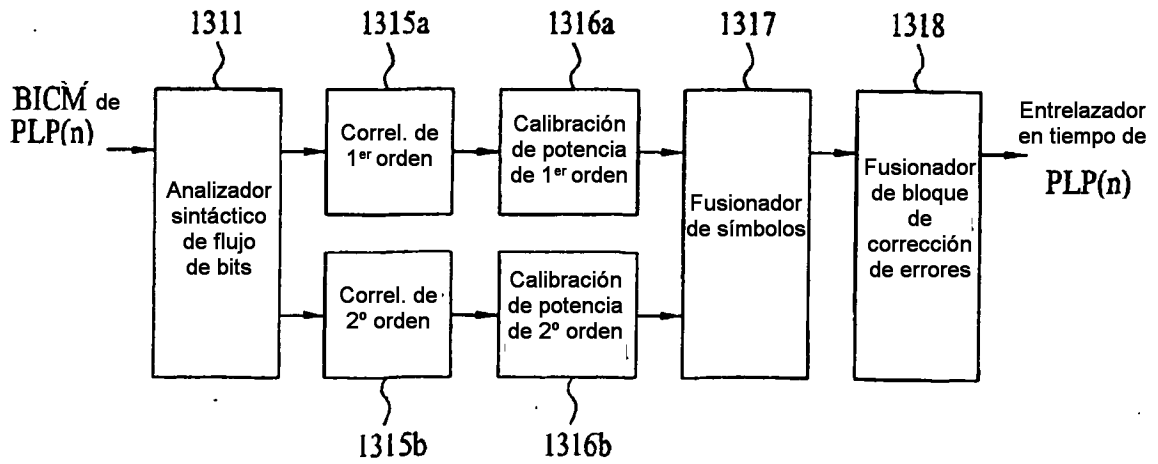 1311
1315a
1316a
1317
1318
BICM de
PLP(n)
Analizador
sintáctico
de flujo
de bits
Correl. de
1er orden
Calibración
de potencia
de 1er orden
Correl. de
2º orden
Calibración
de potencia
de 2º orden
Fusionador
de símbolos
Fusionador
de bloque
de
corrección
de errores
Entrelazador
en tiempo de
PLP(n)
1315b
1316b